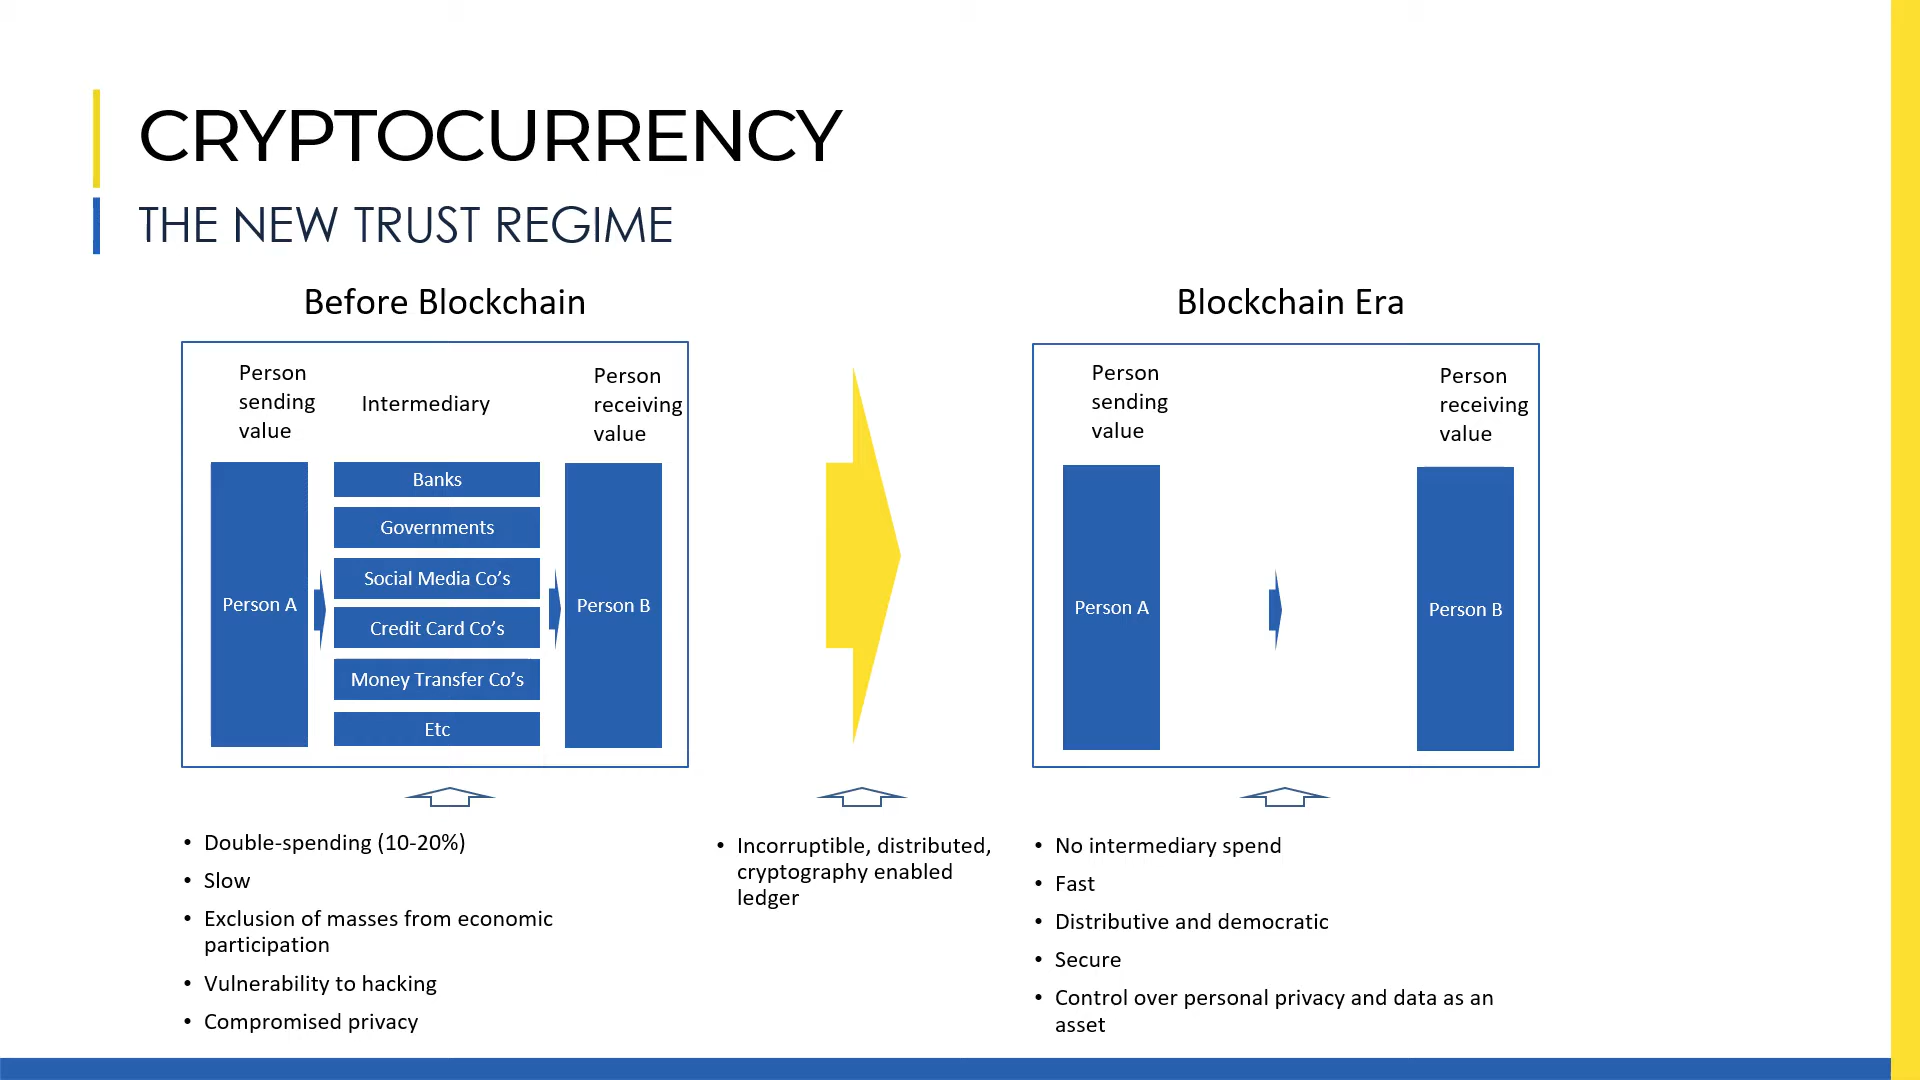 CRYPTOCURRENCY
THE NEW TRUST REGIME
Before Blockchain
Person
sending
value
Intermediary
Person
receiving
value
Person A
Banks
Governments
Social Media Co’s
Credit Card Co’s
Money Transfer Co’s
Etc
Person B
• Double-spending (10-20%)
• Slow
• Exclusion of masses from economic
participation
• Vulnerability to hacking
• Compromised privacy
• Incorruptible, distributed,
cryptography enabled
ledger
Blockchain Era
Person
sending
value
Person
receiving
value
Person A
Person B
• No intermediary spend
• Fast
• Distributive and democratic
• Secure
• Control over personal privacy and data as an
asset